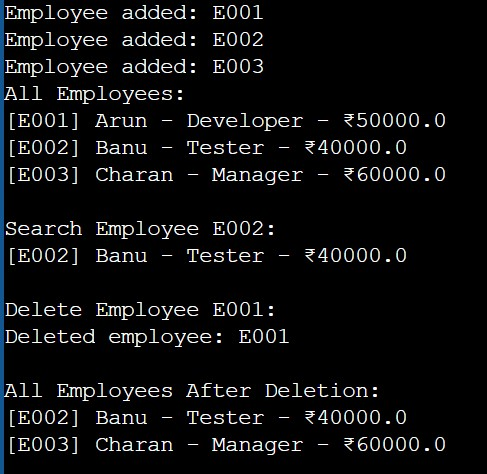 Employee added: E001
Employee added: E002
Employee added: E003
All Employees:
[E001] Arun – Developer – ₹50000.0
[E002] Banu – Tester – ₹40000.0
[E003] Charan – Manager – ₹60000.0
Search Employee E002:
[E002] Banu – Tester – ₹40000.0
Delete Employee E001:
Deleted employee: E001
All Employees After Deletion:
[E002] Banu – Tester – ₹40000.0
[E003] Charan – Manager – ₹60000.0